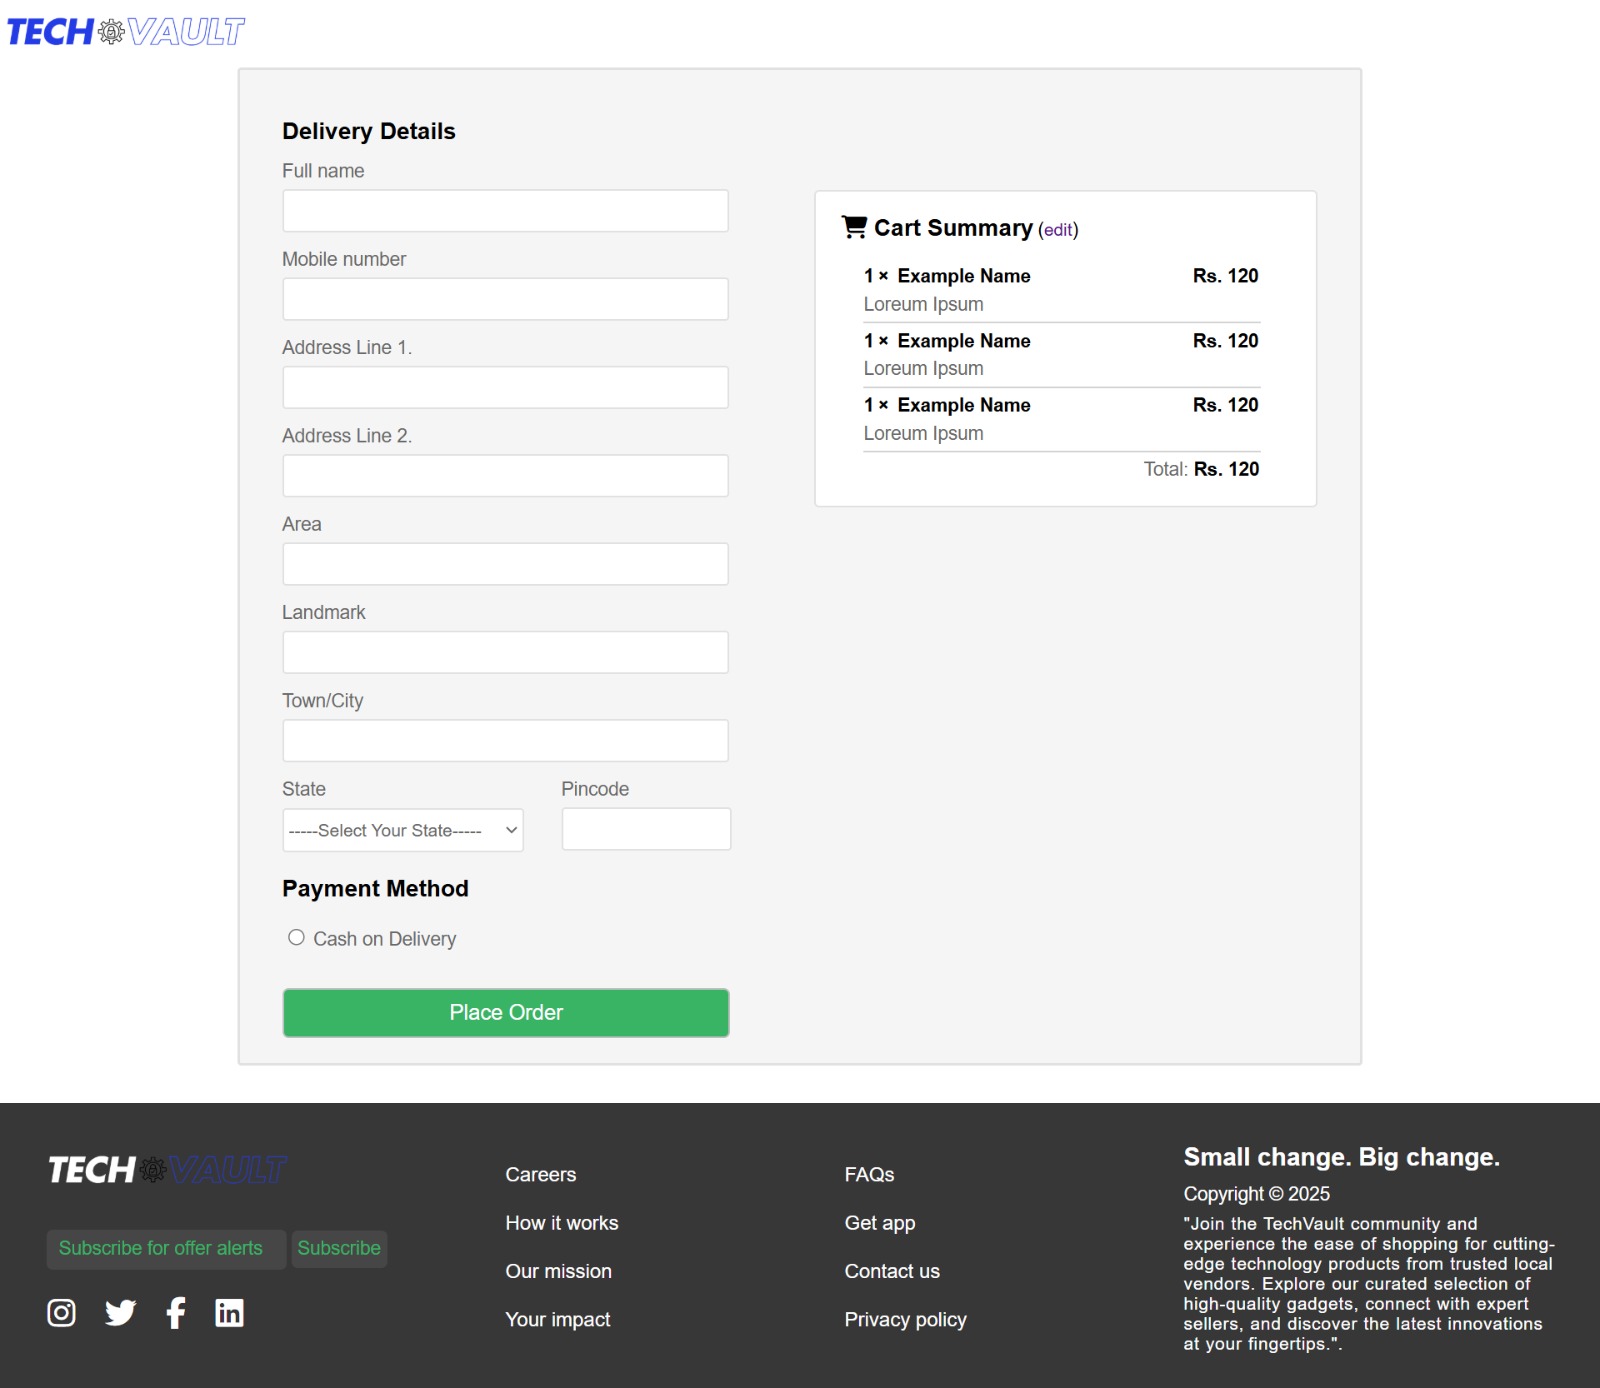 TECH VAULT
Delivery Details
Full name
Mobile number
Address Line 1.
Address Line 2.
Area
Landmark
Town/City
State
Pincode
-----Select Your State-----
Payment Method
Cash on Delivery
Place Order
Cart Summary (edit)
1 × Example Name Rs. 120
Loreum Ipsum
1 × Example Name Rs. 120
Loreum Ipsum
1 × Example Name Rs. 120
Loreum Ipsum
Total: Rs. 120
TECH VAULT
Subscribe for offer alerts
Subscribe
Careers
How it works
Our mission
Your impact
FAQs
Get app
Contact us
Privacy policy
Small change. Big change.
Copyright © 2025
"Join the TechVault community and
experience the ease of shopping for cutting-
edge technology products from trusted local
vendors. Explore our curated selection of
high-quality gadgets, connect with expert
sellers, and discover the latest innovations
at your fingertips.".